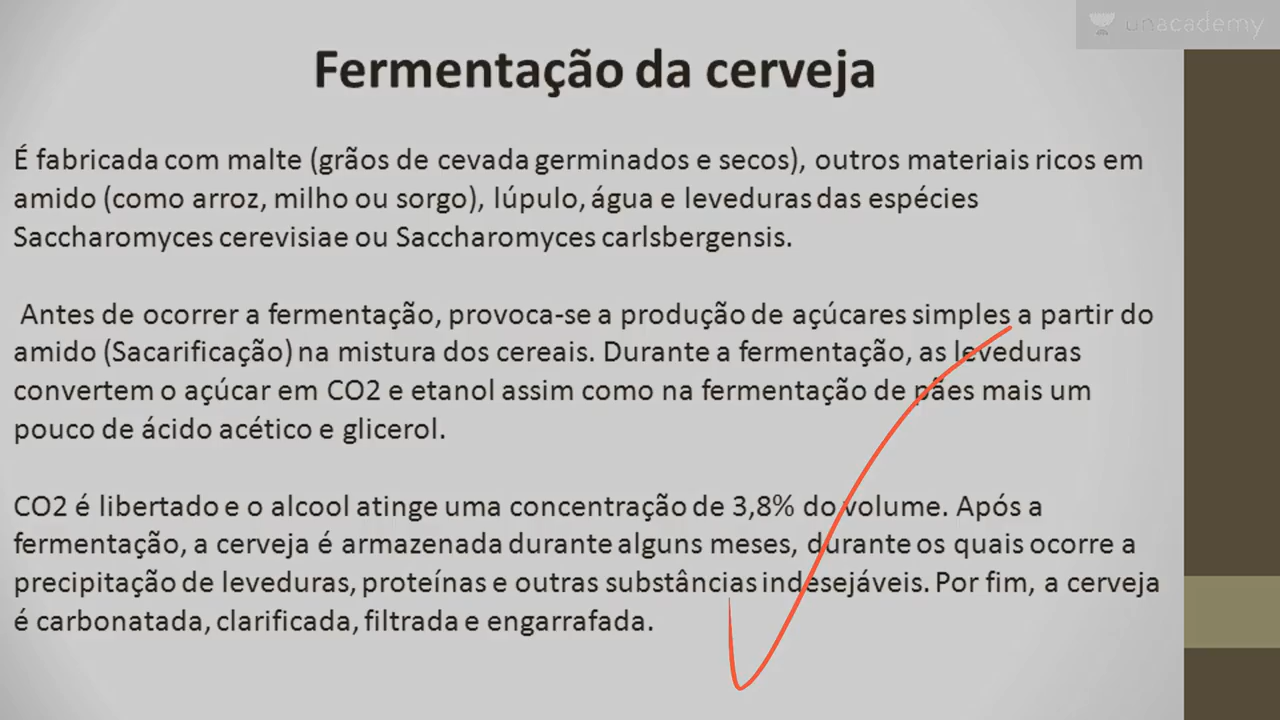 unacademy
Fermentação da cerveja
É fabricada com malte (grãos de cevada germinados e secos), outros materiais ricos em
amido (como arroz, milho ou sorgo), lúpulo, água e leveduras das espécies
Saccharomyces cerevisiae ou Saccharomyces carlsbergensis.
Antes de ocorrer a fermentação, provoca-se a produção de açúcares simples a partir do
amido (Sacarificação) na mistura dos cereais. Durante a fermentação, as leveduras
convertem o açúcar em CO2 e etanol assim como na fermentação de pães mais um
pouco de ácido acético e glicerol.
CO2 é libertado e o alcool atinge uma concentração de 3,8% do volume. Após a
fermentação, a cerveja é armazenada durante alguns meses, durante os quais ocorre a
precipitação de leveduras, proteínas e outras substâncias indesejáveis. Por fim, a cerveja
é carbonatada, clarificada, filtrada e engarrafada.